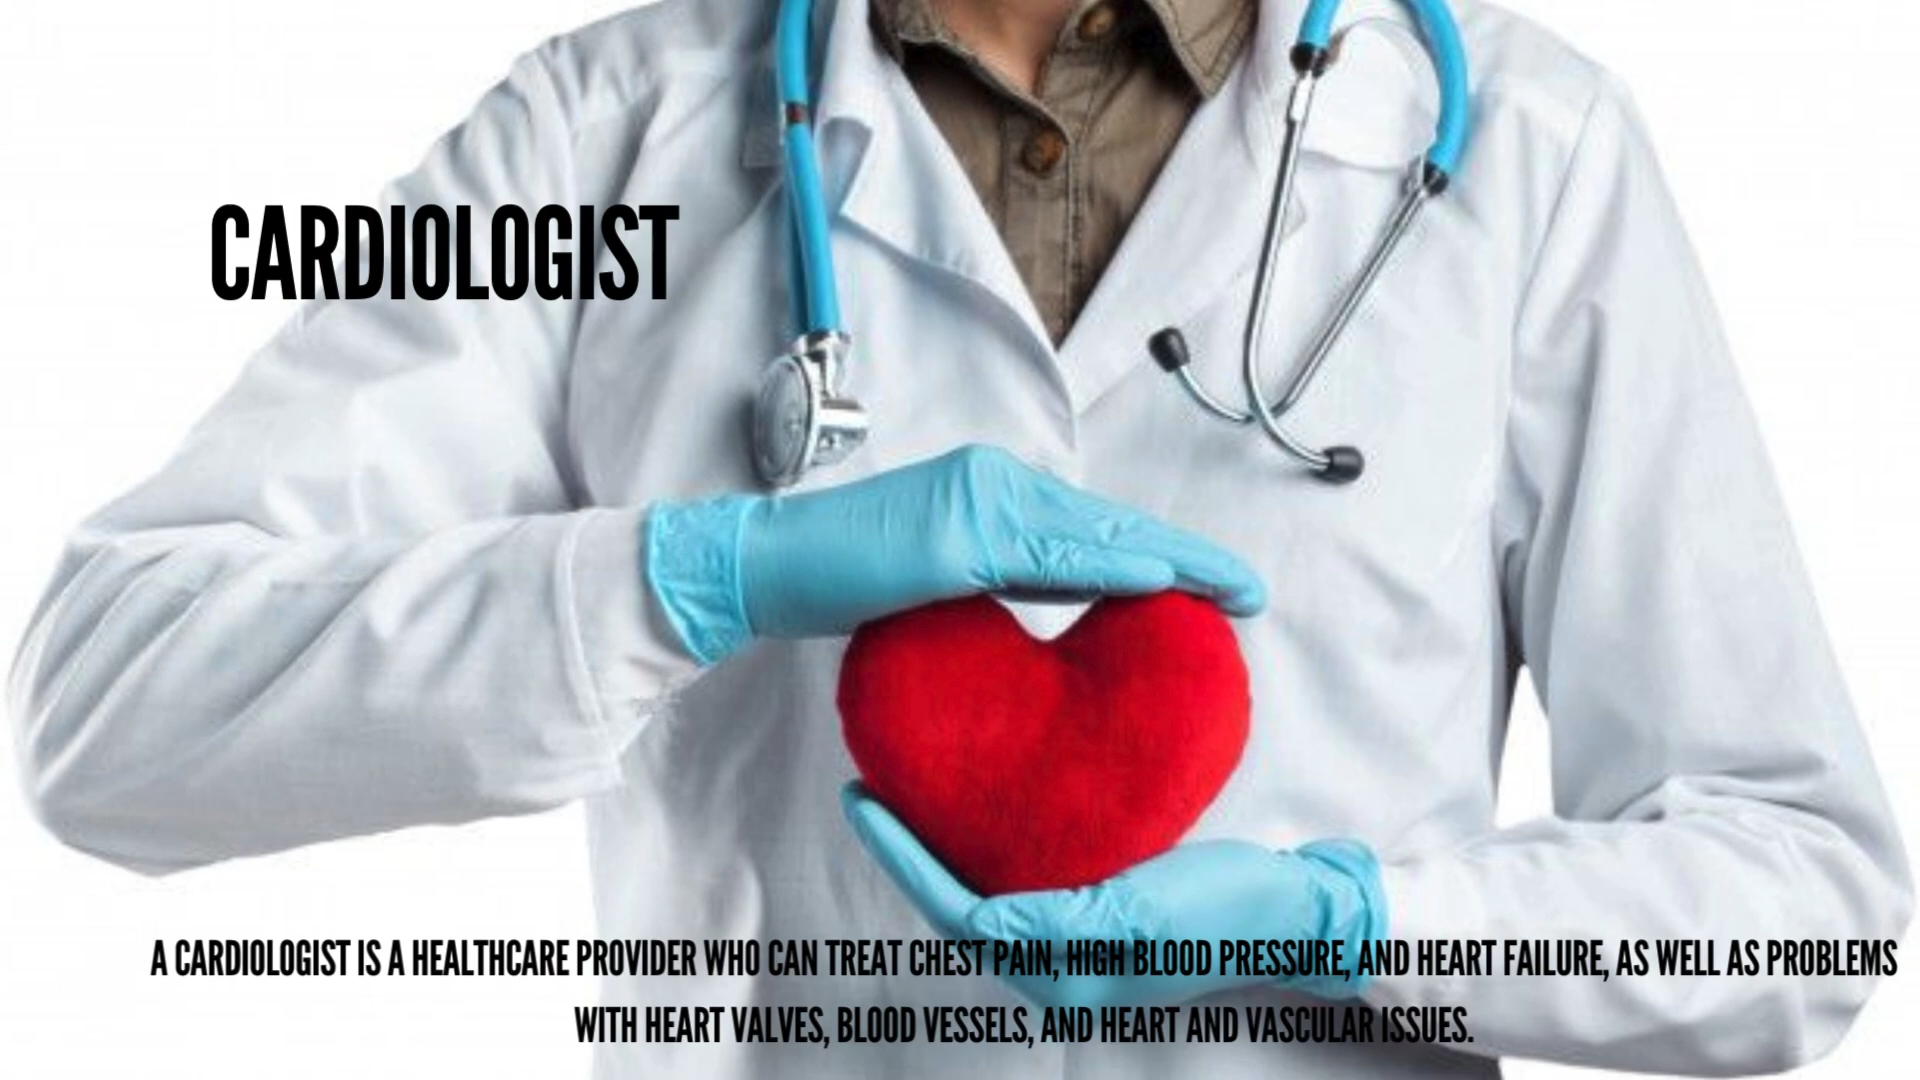 CARDIOLOGIST
A CARDIOLOGIST IS A HEALTHCARE PROVIDER WHO CAN TREAT CHEST PAIN, HIGH BLOOD PRESSURE, AND HEART FAILURE, AS WELL AS PROBLEMS
WITH HEART VALVES, BLOOD VESSELS, AND HEART AND VASCULAR ISSUES.